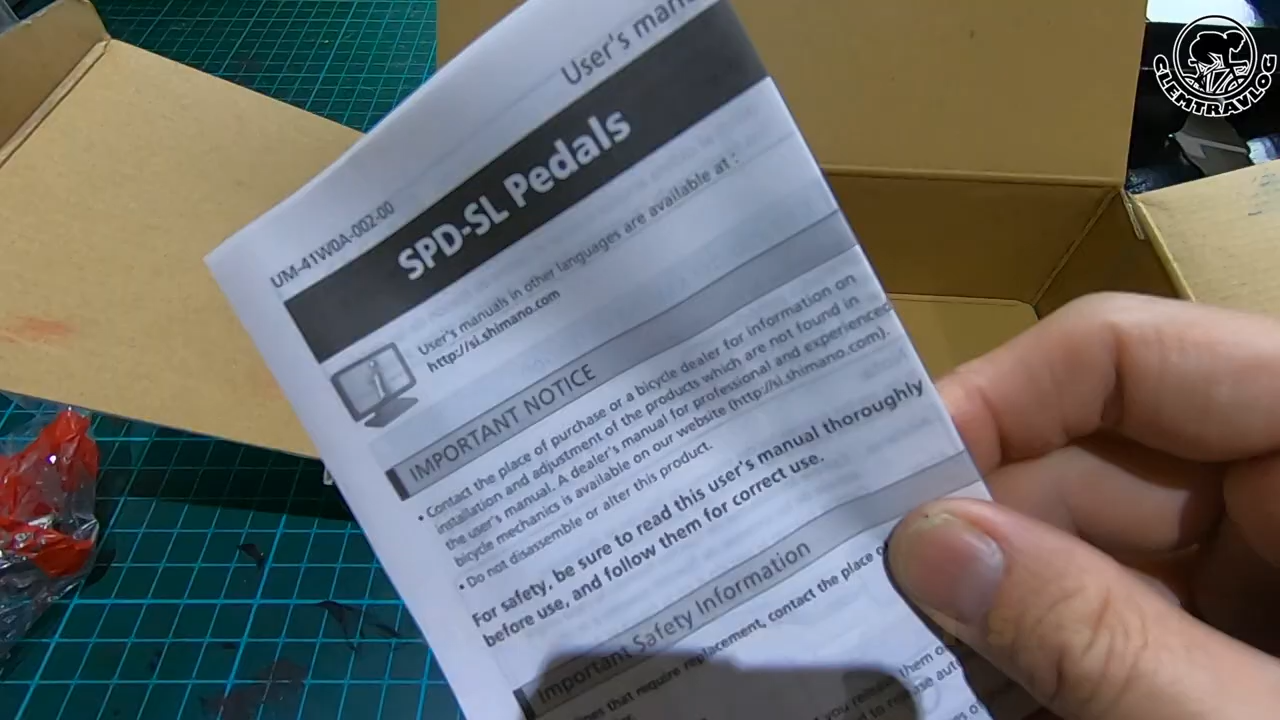 CLEMTRAVLOG
User's
UM-41W0A-002-00
SPD-SL Pedals
User's manuals in other languages are available at :
http://si.shimano.com
IMPORTANT NOTICE
• Contact the place of purchase or a bicycle dealer for information on
installation and adjustment of the products which are not found in
the user's manual. A dealer's manual for professional and experienced
bicycle mechanics is available on our website (http://si.shimano.com).
• Do not disassemble or alter this product.
For safety, be sure to read this user's manual thoroughly
before use, and follow them for correct use.
Important Safety Information
that require replacement, contact the place